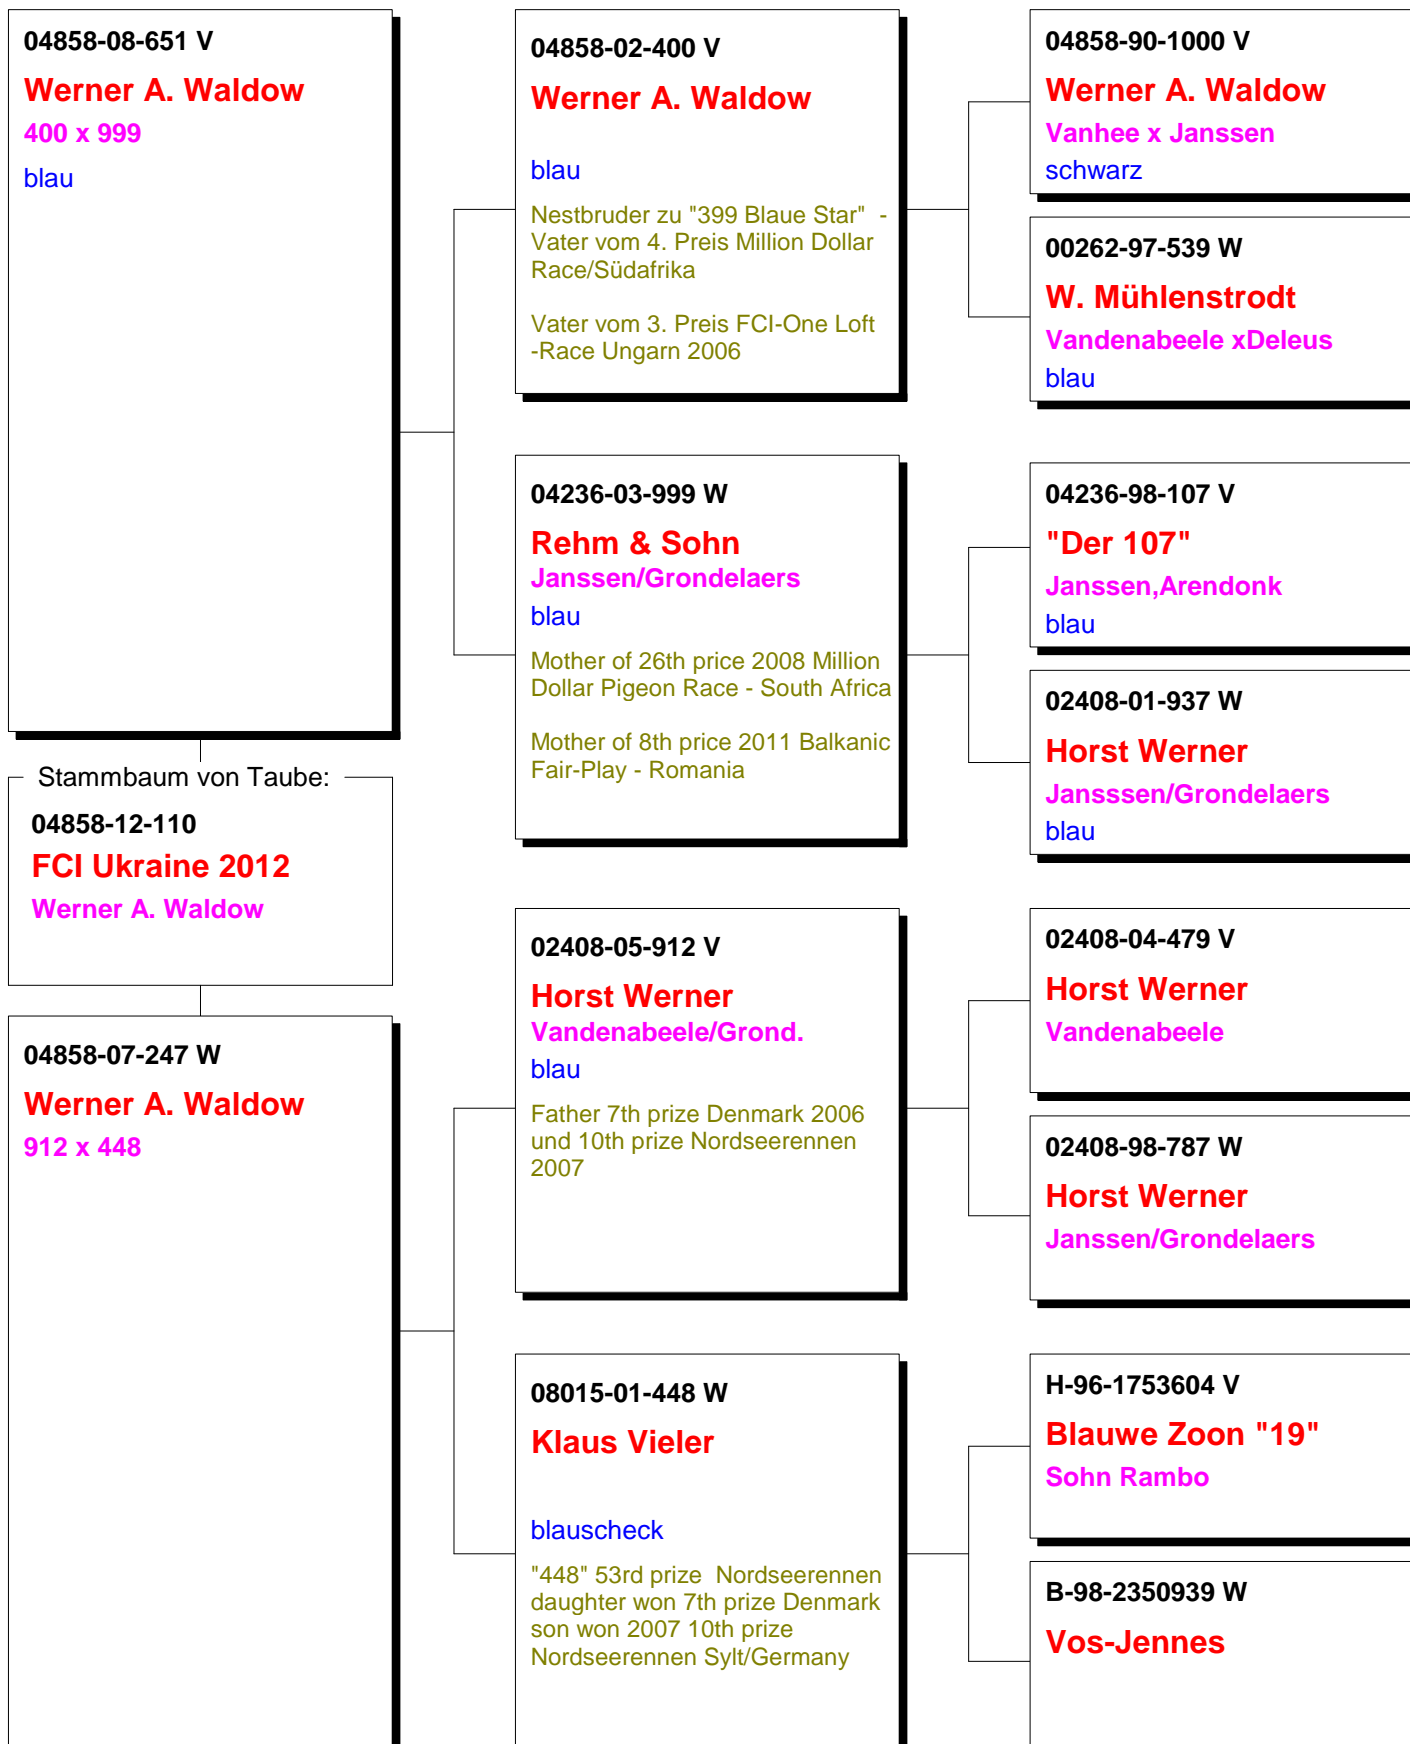 04858-08-651 V
Werner A. Waldow
400 x 999
blau
Stammbaum von Taube:
04858-12-110
FCI Ukraine 2012
Werner A. Waldow
04858-07-247 W
Werner A. Waldow
912 x 448
04858-02-400 V
Werner A. Waldow
blau
Nestbruder zu "399 Blaue Star"  -
Vater vom 4. Preis Million Dollar
Race/Südafrika
Vater vom 3. Preis FCI-One Loft
-Race Ungarn 2006
04236-03-999 W
Rehm & Sohn
Janssen/Grondelaers
blau
Mother of 26th price 2008 Million
Dollar Pigeon Race - South Africa
Mother of 8th price 2011 Balkanic
Fair-Play - Romania
02408-05-912 V
Horst Werner
Vandenabeele/Grond.
blau
Father 7th prize Denmark 2006
und 10th prize Nordseerennen
2007
08015-01-448 W
Klaus Vieler
blauscheck
"448" 53rd prize  Nordseerennen
daughter won 7th prize Denmark
son won 2007 10th prize
Nordseerennen Sylt/Germany
04858-90-1000 V
Werner A. Waldow
Vanhee x Janssen
schwarz
00262-97-539 W
W. Mühlenstrodt
Vandenabeele xDeleus
blau
04236-98-107 V
"Der 107"
Janssen,Arendonk
blau
02408-01-937 W
Horst Werner
Jansssen/Grondelaers
blau
02408-04-479 V
Horst Werner
Vandenabeele
02408-98-787 W
Horst Werner
Janssen/Grondelaers
H-96-1753604 V
Blauwe Zoon "19"
Sohn Rambo
B-98-2350939 W
Vos-Jennes